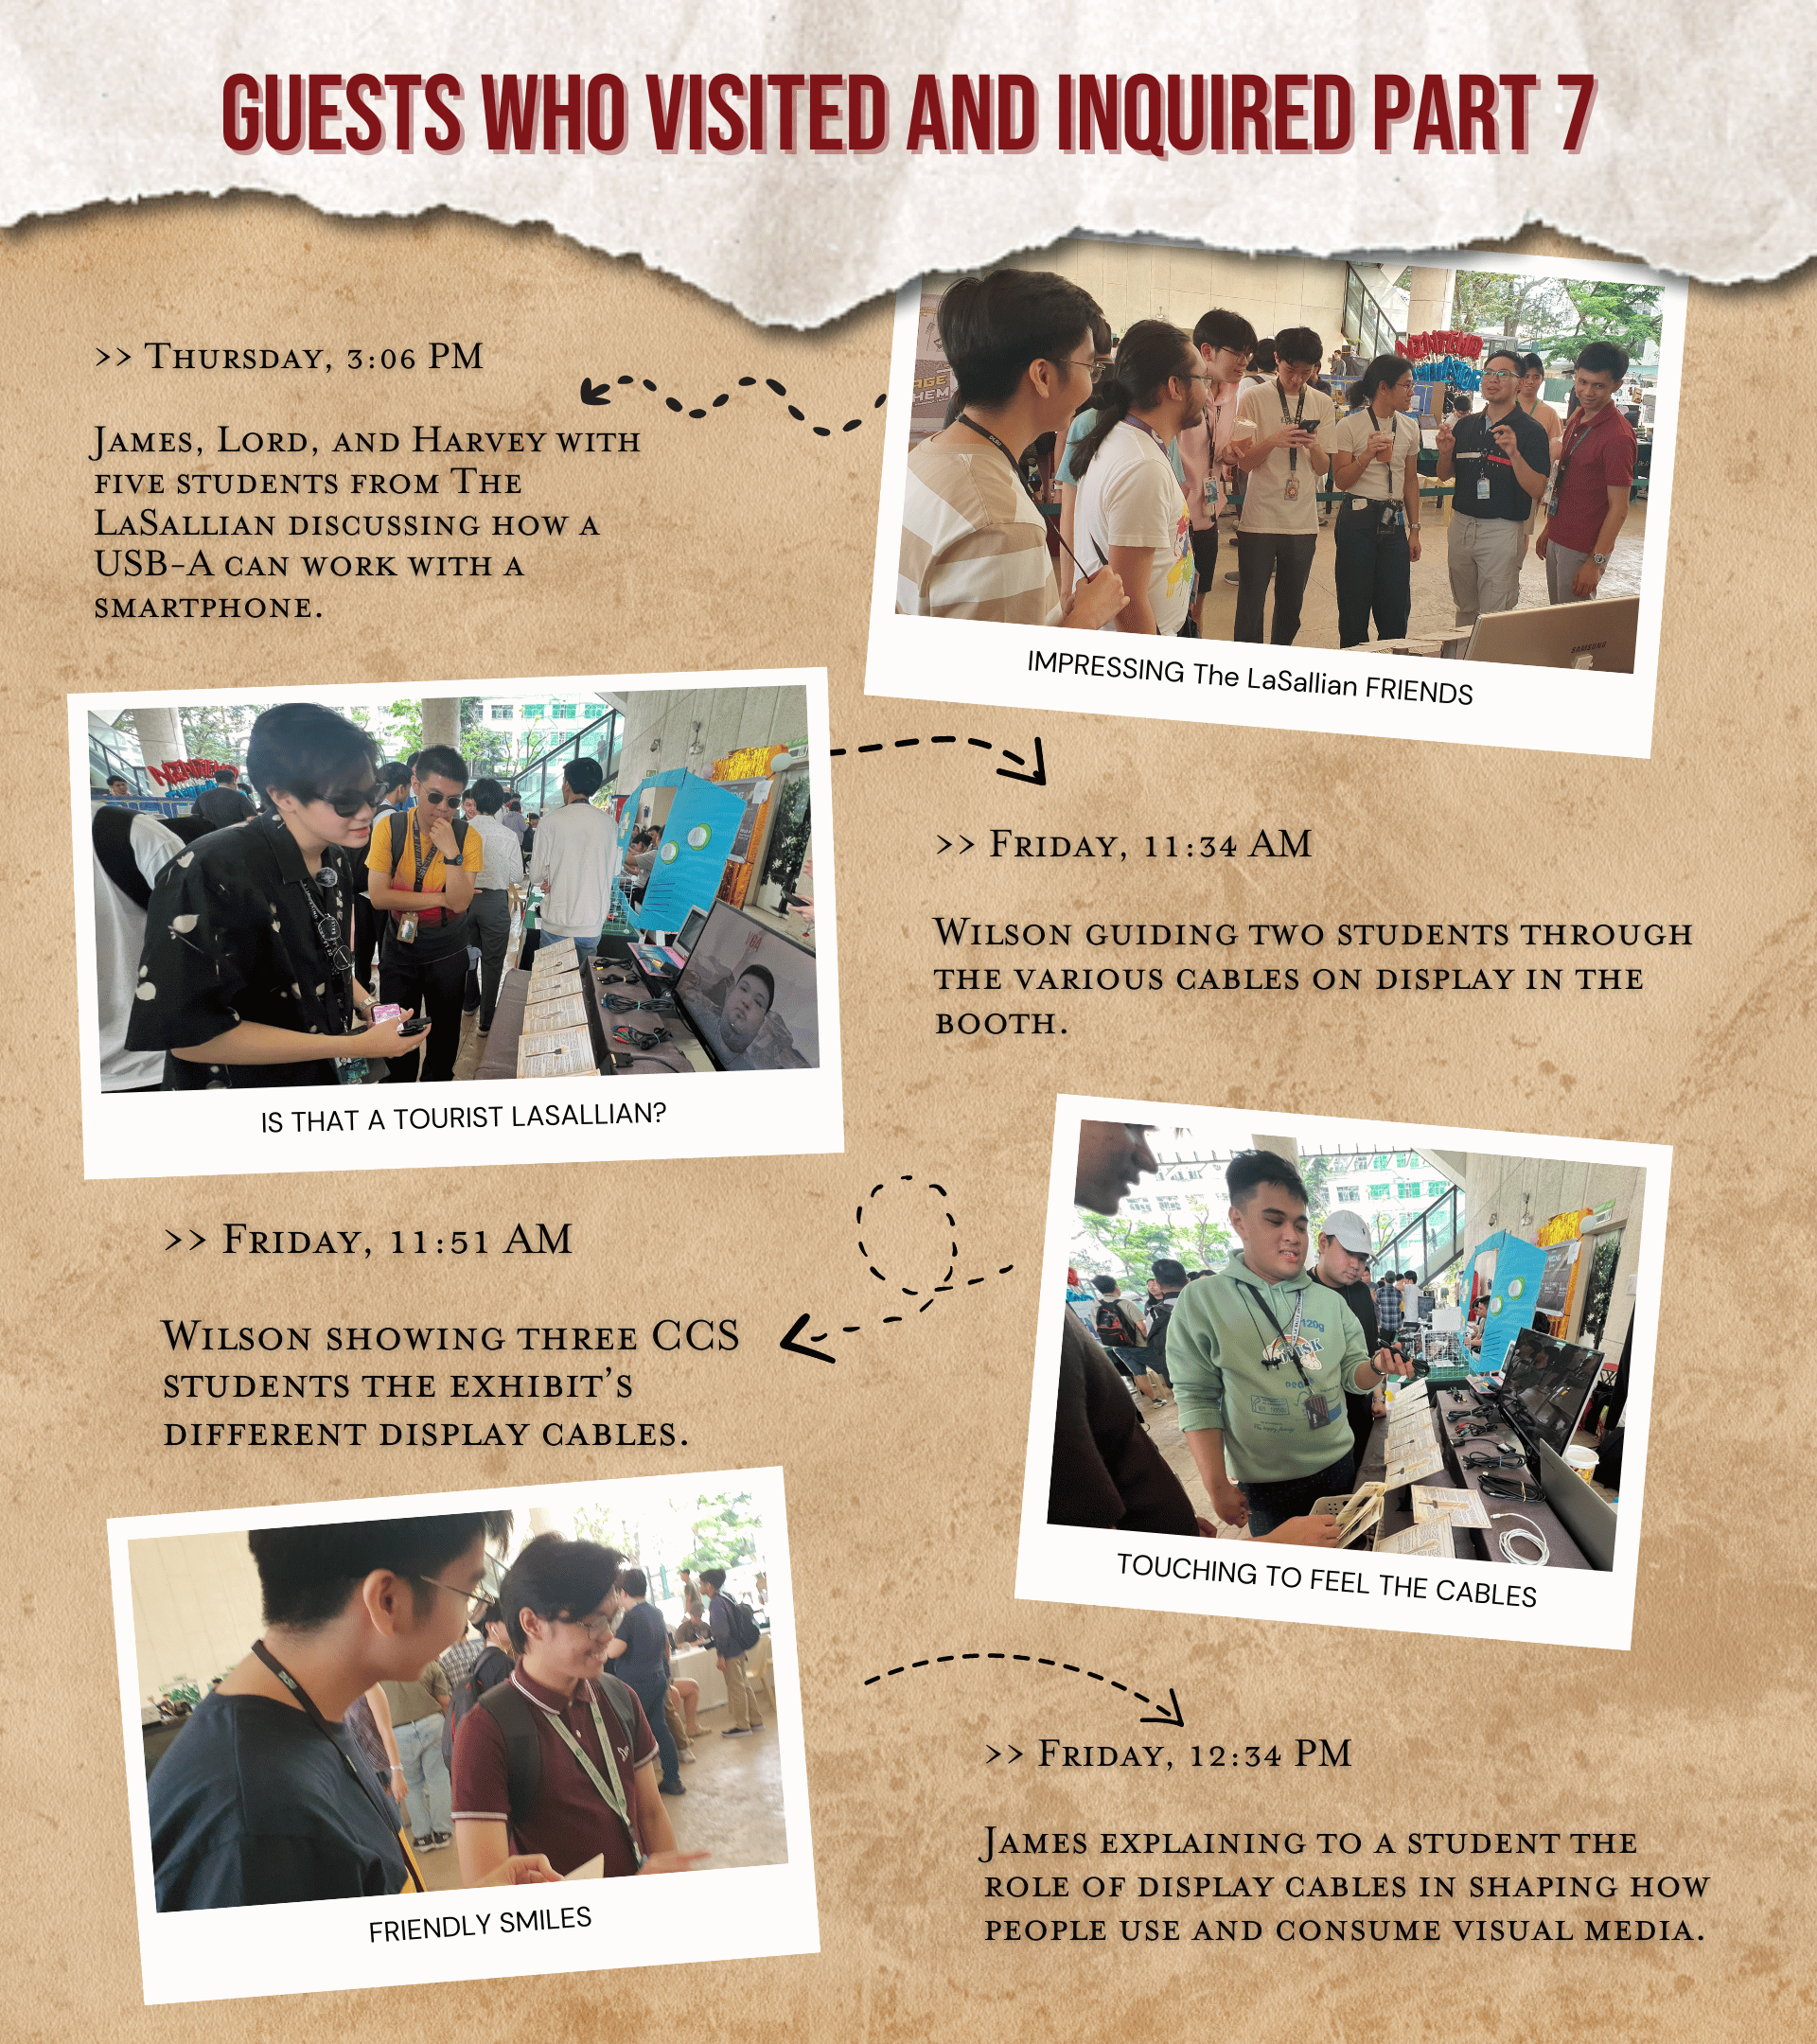 GUESTS WHO VISITED AND INQUIRED PART 7
>> Thursday, 3:06 PM
James, Lord, and Harvey with
five students from The
LaSallian discussing how a
USB-A can work with a
smartphone.
SAMSUNG
IMPRESSING The LaSallian FRIENDS
IS THAT A TOURIST LASALLIAN?
>> Friday, 11:34 AM
Wilson guiding two students through
the various cables on display in the
booth.
>> Friday, 11:51 AM
Wilson showing three CCS
students the exhibit's
different display cables.
120g
TOUCHING TO FEEL THE CABLES
FRIENDLY SMILES
>> Friday, 12:34 PM
James explaining to a student the
role of display cables in shaping how
people use and consume visual media.